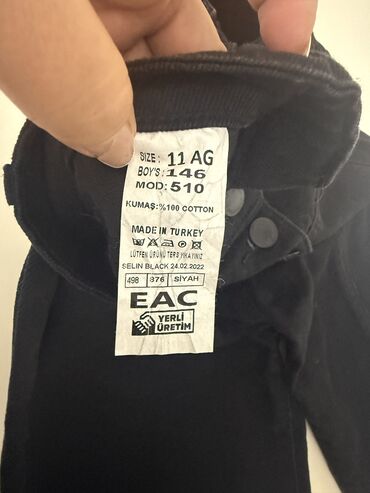 SIZE: 11 AG
BOY'S: 146
MOD: 510
KUMAŞ:%100 COTTON
MADE IN TURKEY
LÜTFEN ÜRÜNÜ TERS YIKAYINIZ
SELIN BLACK 24.02.2022
498 376 SİYAH
EAC
YERLİ
ÜRETİM